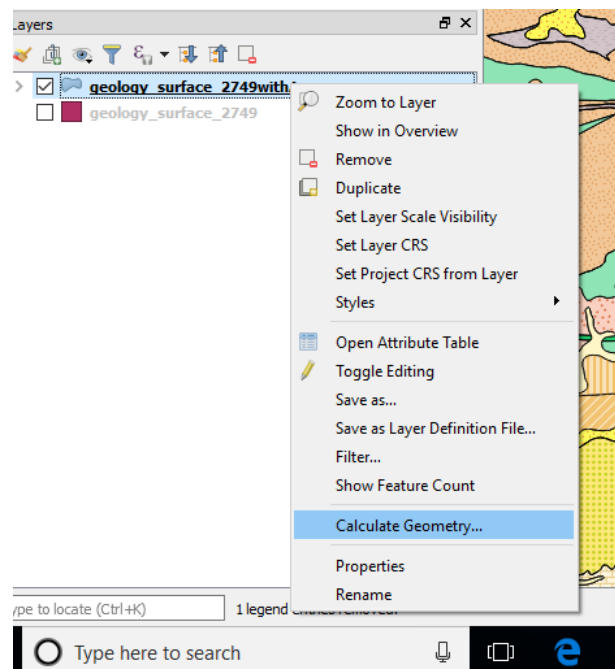 Layers
geology_surface_2749with
geology_surface_2749
Zoom to Layer
Show in Overview
Remove
Duplicate
Set Layer Scale Visibility
Set Layer CRS
Set Project CRS from Layer
Styles
Open Attribute Table
Toggle Editing
Save as...
Save as Layer Definition File...
Filter...
Show Feature Count
Calculate Geometry...
Properties
Rename
ype to locate (Ctrl+K)
1 legend entries removed.
Type here to search